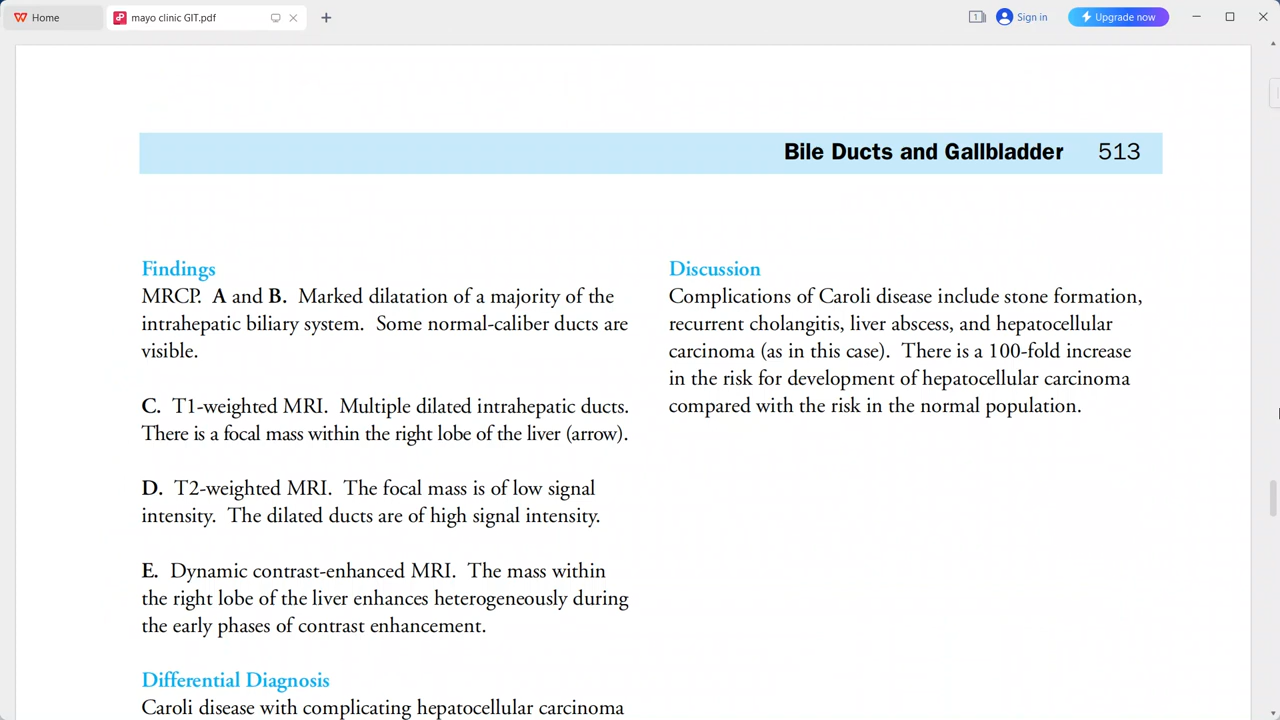 Home
mayo clinic GIT.pdf
1
Sign in
Upgrade now
Bile Ducts and Gallbladder 513
Findings
MRCP. A and B. Marked dilatation of a majority of the
intrahepatic biliary system. Some normal-caliber ducts are
visible.
C. T1-weighted MRI. Multiple dilated intrahepatic ducts.
There is a focal mass within the right lobe of the liver (arrow).
D. T2-weighted MRI. The focal mass is of low signal
intensity. The dilated ducts are of high signal intensity.
E. Dynamic contrast-enhanced MRI. The mass within
the right lobe of the liver enhances heterogeneously during
the early phases of contrast enhancement.
Differential Diagnosis
Caroli disease with complicating hepatocellular carcinoma
Discussion
Complications of Caroli disease include stone formation,
recurrent cholangitis, liver abscess, and hepatocellular
carcinoma (as in this case). There is a 100-fold increase
in the risk for development of hepatocellular carcinoma
compared with the risk in the normal population.